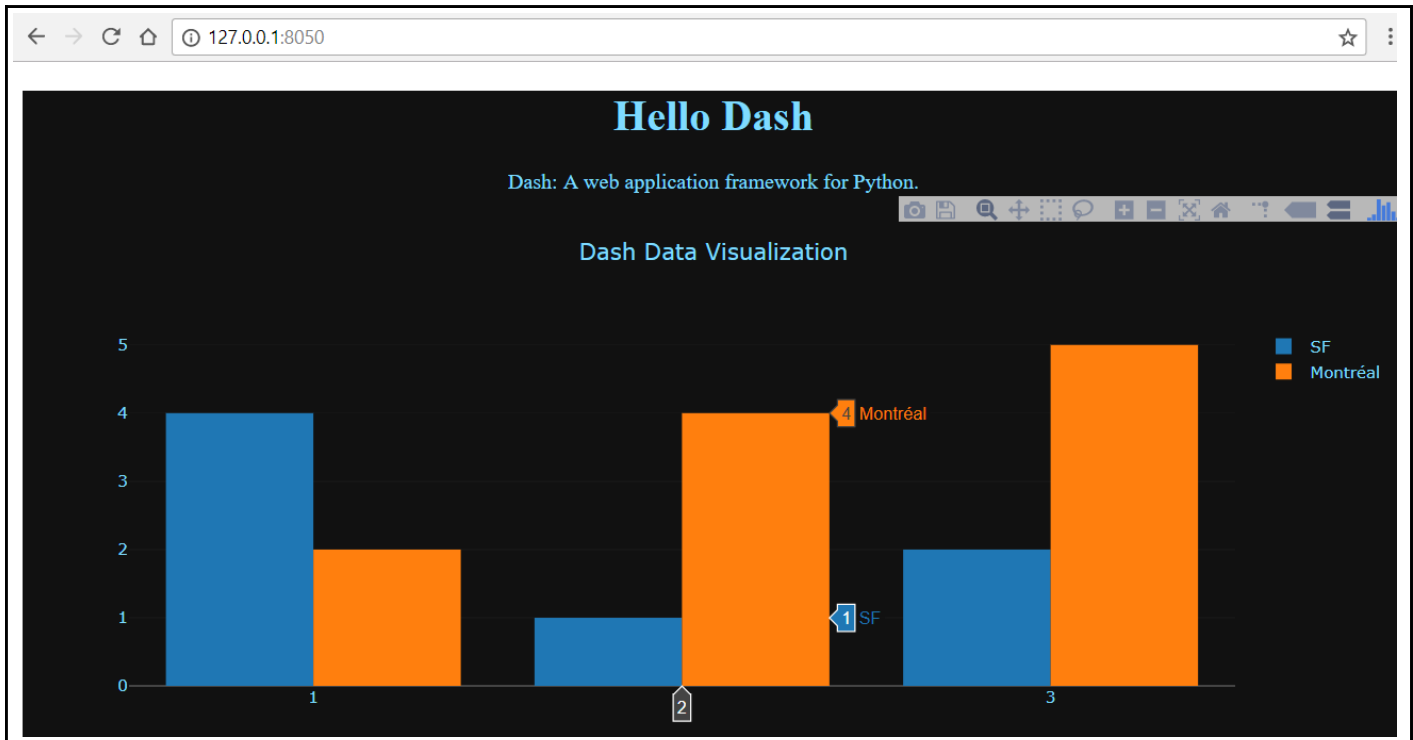 127.0.0.1:8050
Hello Dash
Dash: A web application framework for Python.
Dash Data Visualization
5
4
3
2
1
0
4 Montréal
1 SF
1
2
3
SF
Montréal